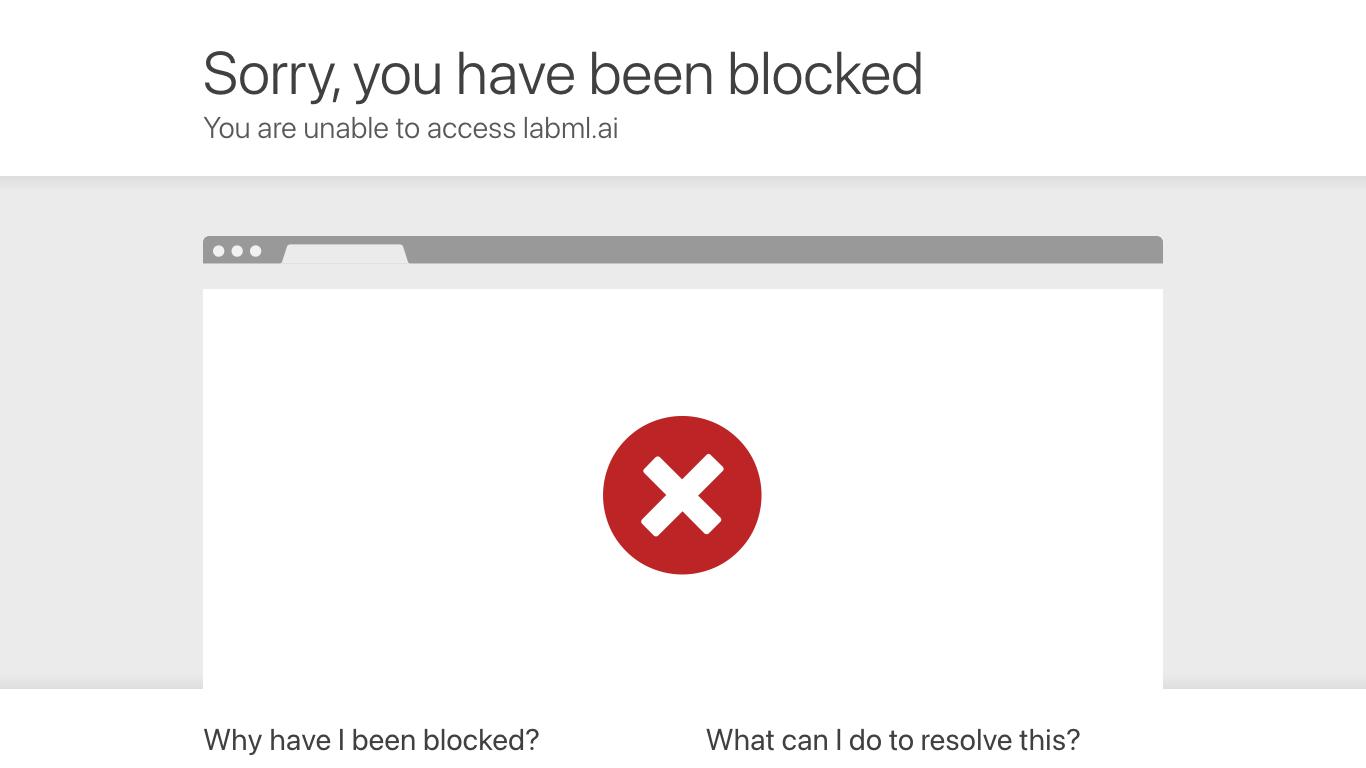 Sorry, you have been blocked
You are unable to access labml.ai
Why have I been blocked?
What can I do to resolve this?